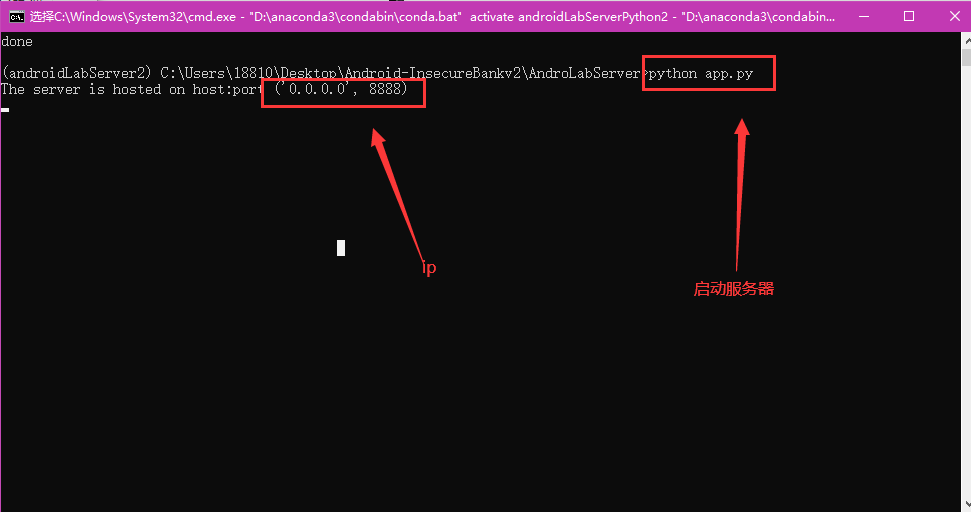 选择C:\Windows\System32\cmd.exe - "D:\anaconda3\condabin\conda.bat"  activate androidLabServerPython2 - "D:\anaconda3\condabin...
done
(androidLabServer2) C:\Users\18810\Desktop\Android-InsecureBankv2\AndroLabServer>python app.py
The server is hosted on host:port ('0.0.0.0', 8888)
ip
启动服务器